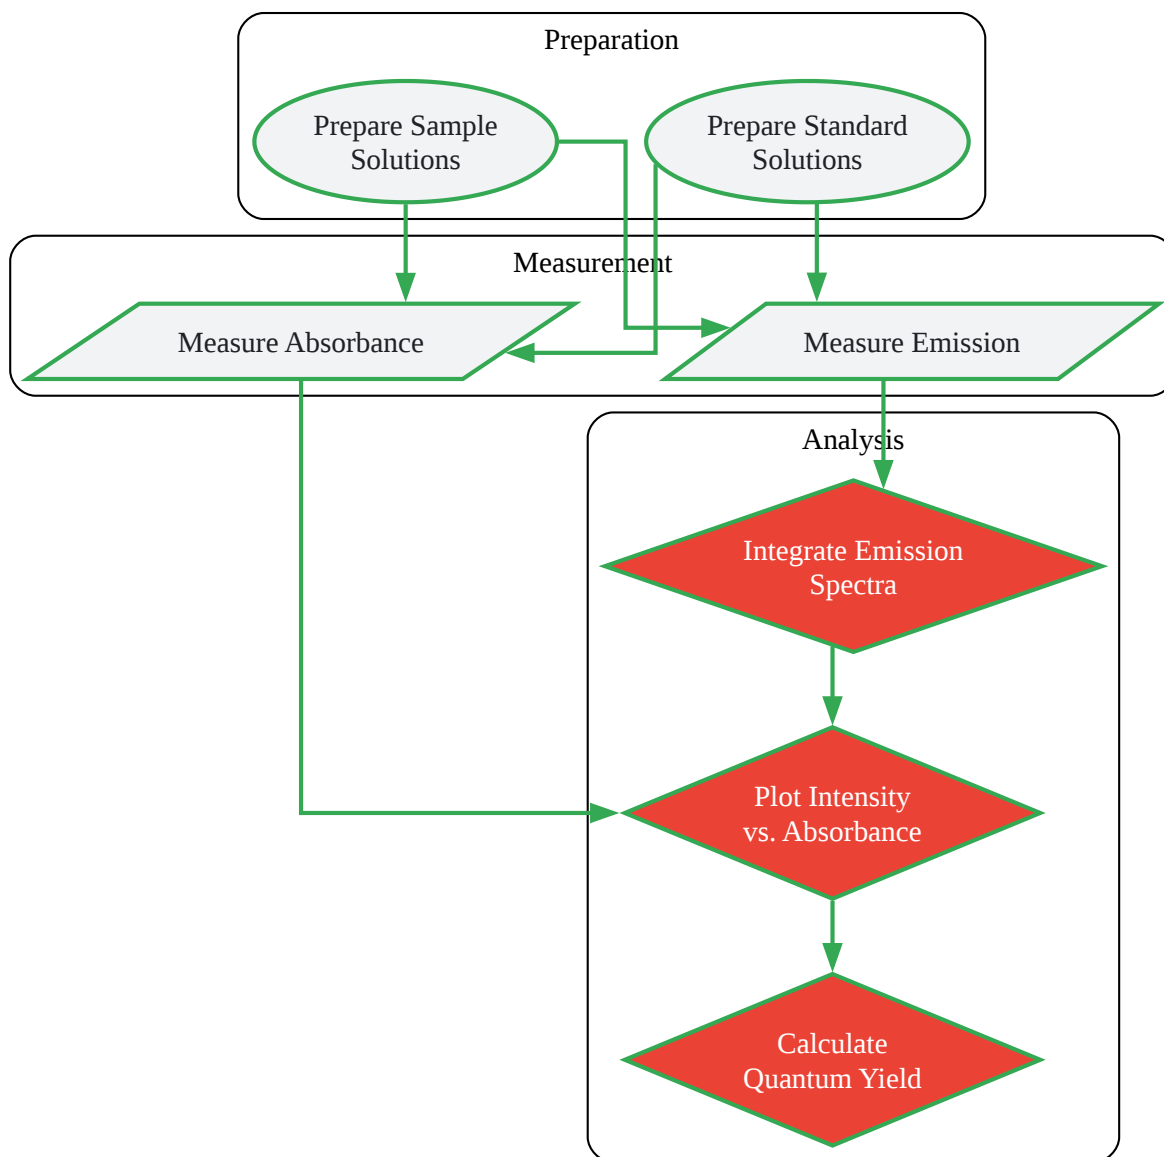 Preparation
Prepare Sample
Solutions
Prepare Standard
Solutions
Measurement
Measure Absorbance
Measure Emission
Analysis
Integrate Emission
Spectra
Plot Intensity
vs. Absorbance
Calculate
Quantum Yield